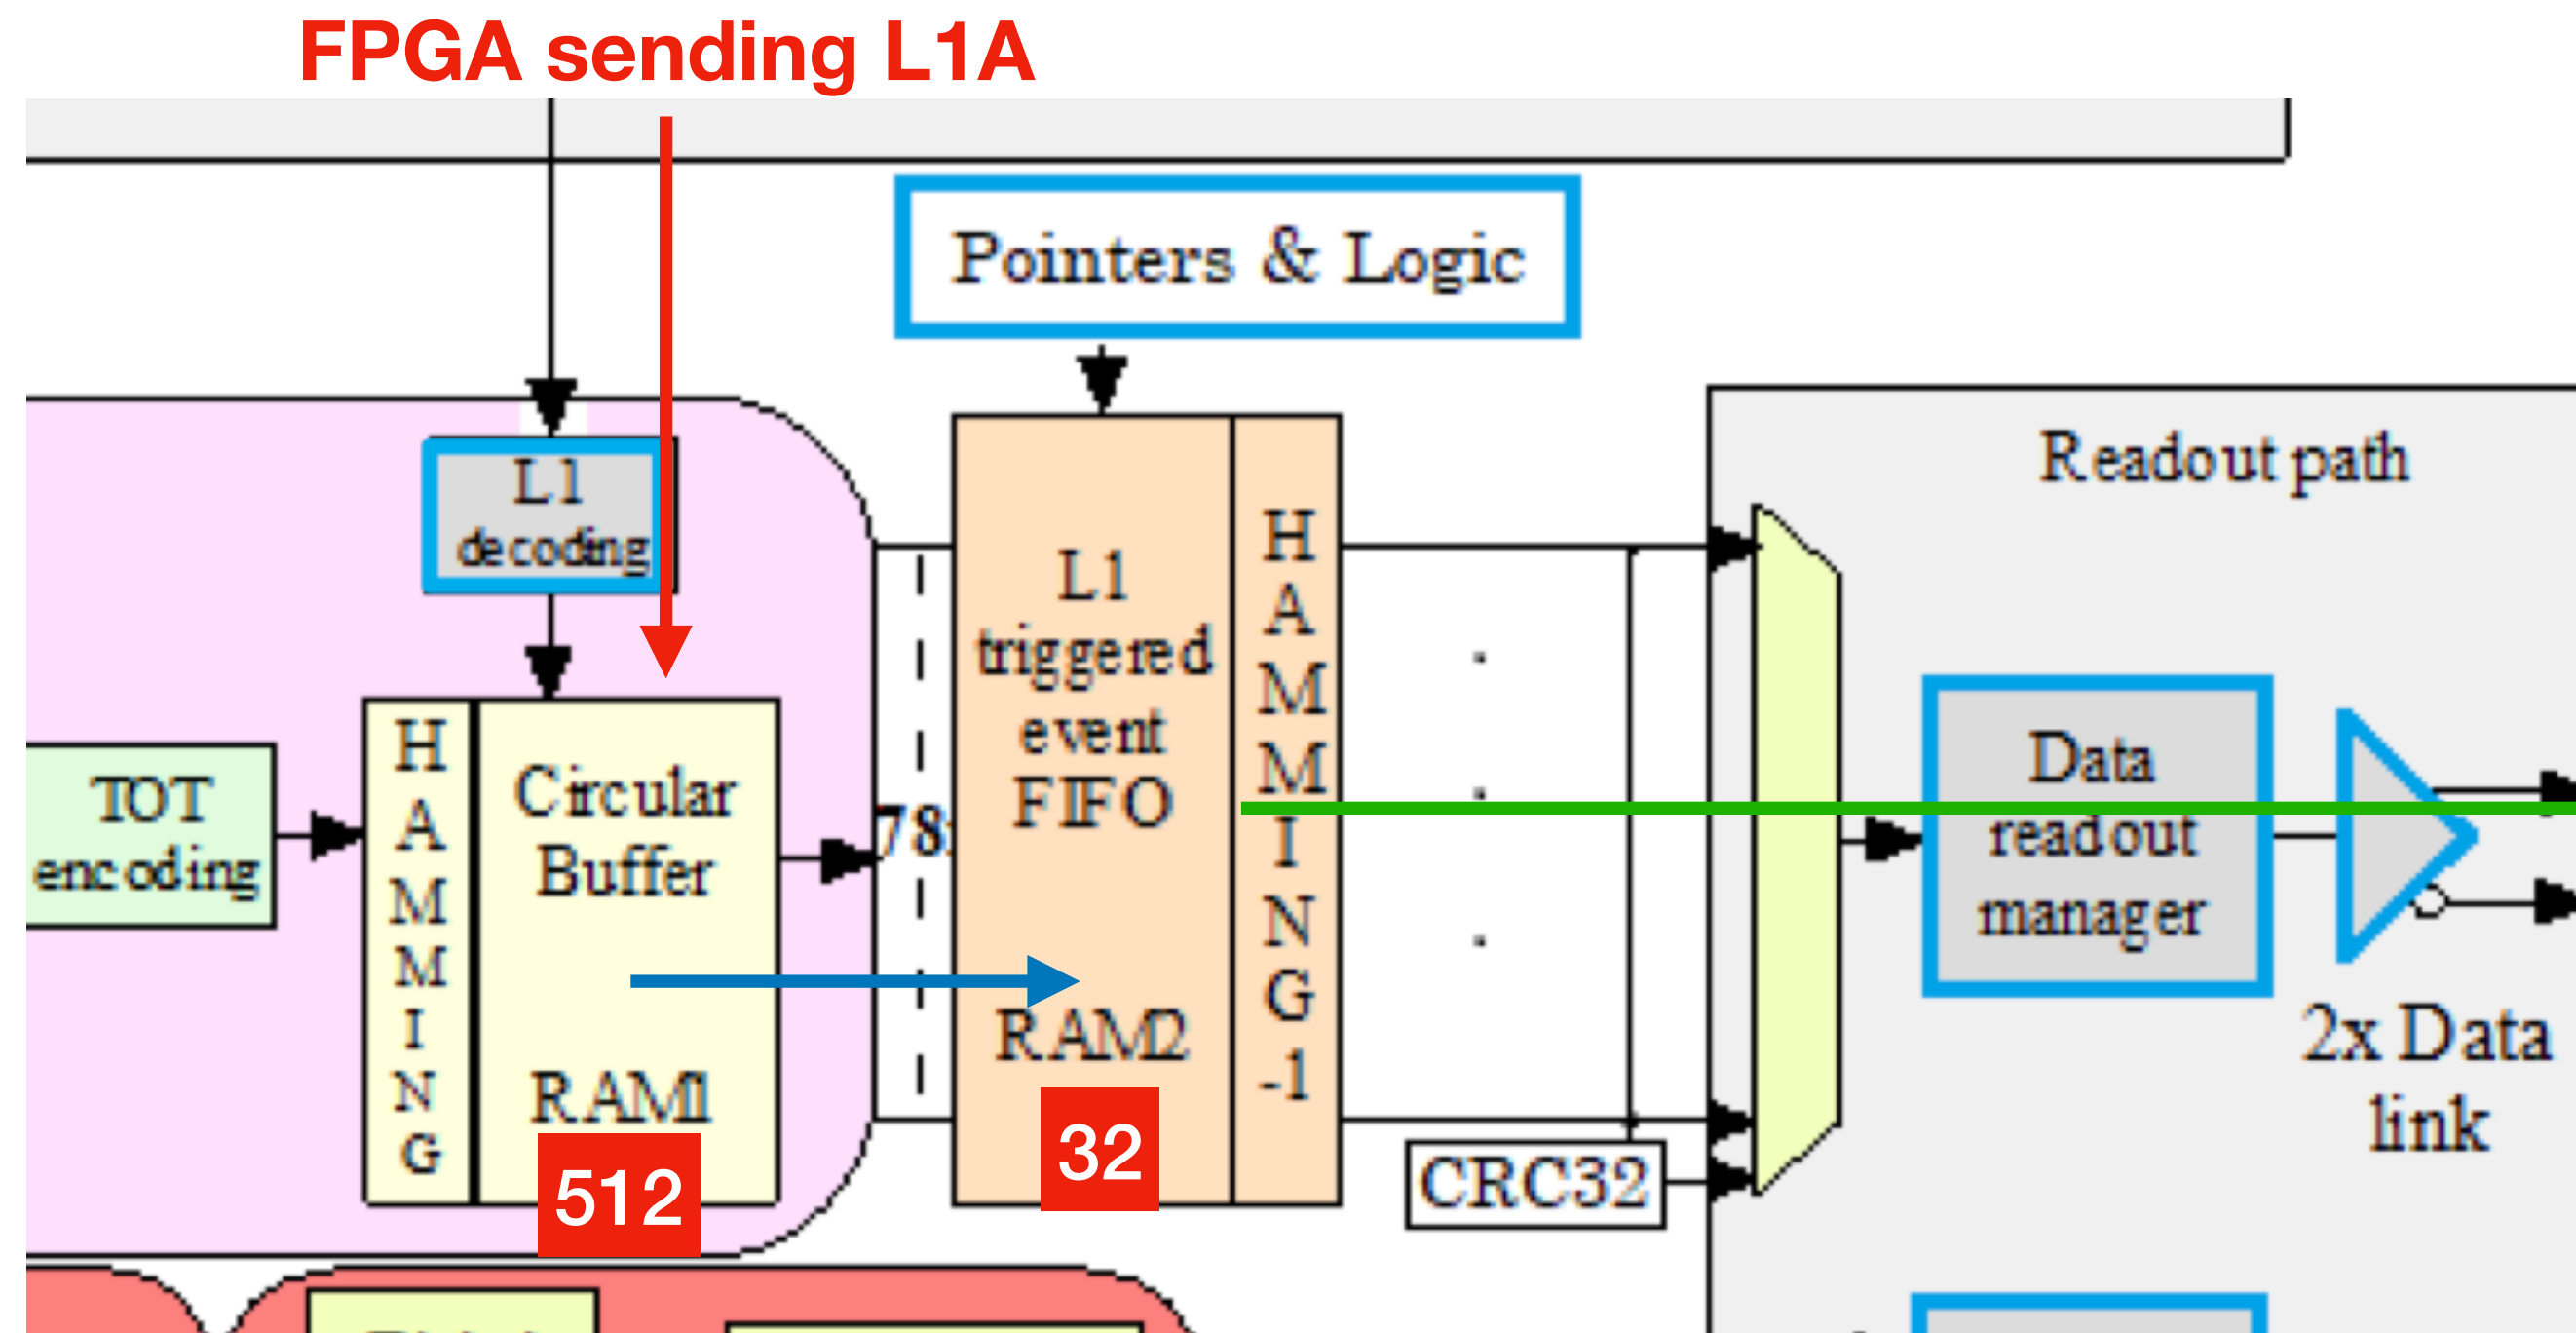 FPGA sending L1A
Pointers & Logic
L1
decoding
TOT
encoding
HAMMING
Circular
Buffer
RAM1
512
78
L1
triggered
event
FIFO
RAM2
32
HAMMING
-1
CRC32
Readout path
Data
readout
manager
2x Data
link